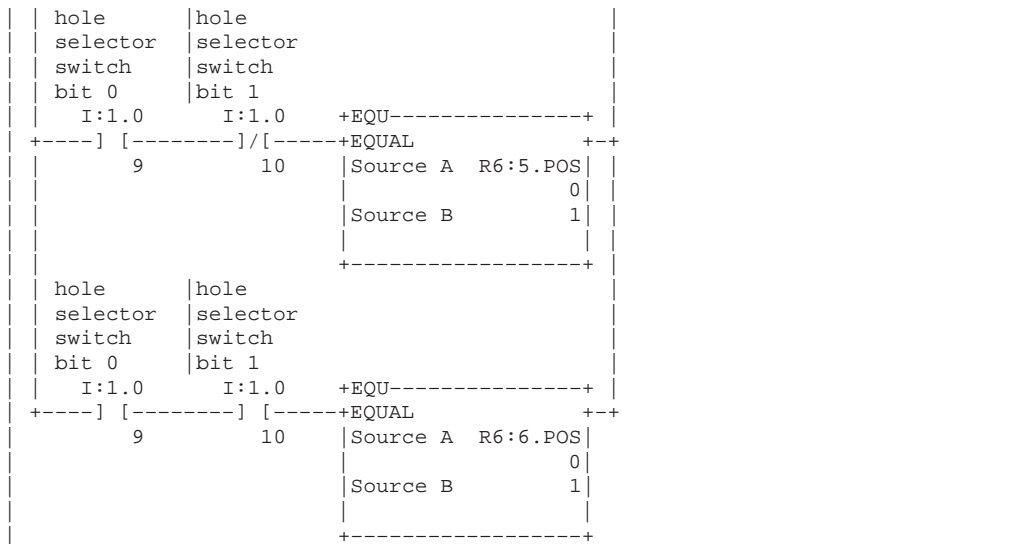 | | hole      |hole                              |
| | selector  |selector                          |
| | switch    |switch                            |
| | bit 0     |bit 1                             |
| |   I:1.0      I:1.0    +EQU---------------+ |
| +----] [--------]/[-----+EQUAL             +-+
| |       9         10    |Source A  R6:5.POS| |
| |                       |                 0| |
| |                       |Source B         1| |
| |                       |                  | |
| |                       +------------------+ |
| | hole      |hole                              |
| | selector  |selector                          |
| | switch    |switch                            |
| | bit 0     |bit 1                             |
| |   I:1.0      I:1.0    +EQU---------------+ |
| +----] [--------] [-----+EQUAL             +-+
|         9         10    |Source A  R6:6.POS|
|                         |                 0|
|                         |Source B         1|
|                         |                  |
|                         +------------------+